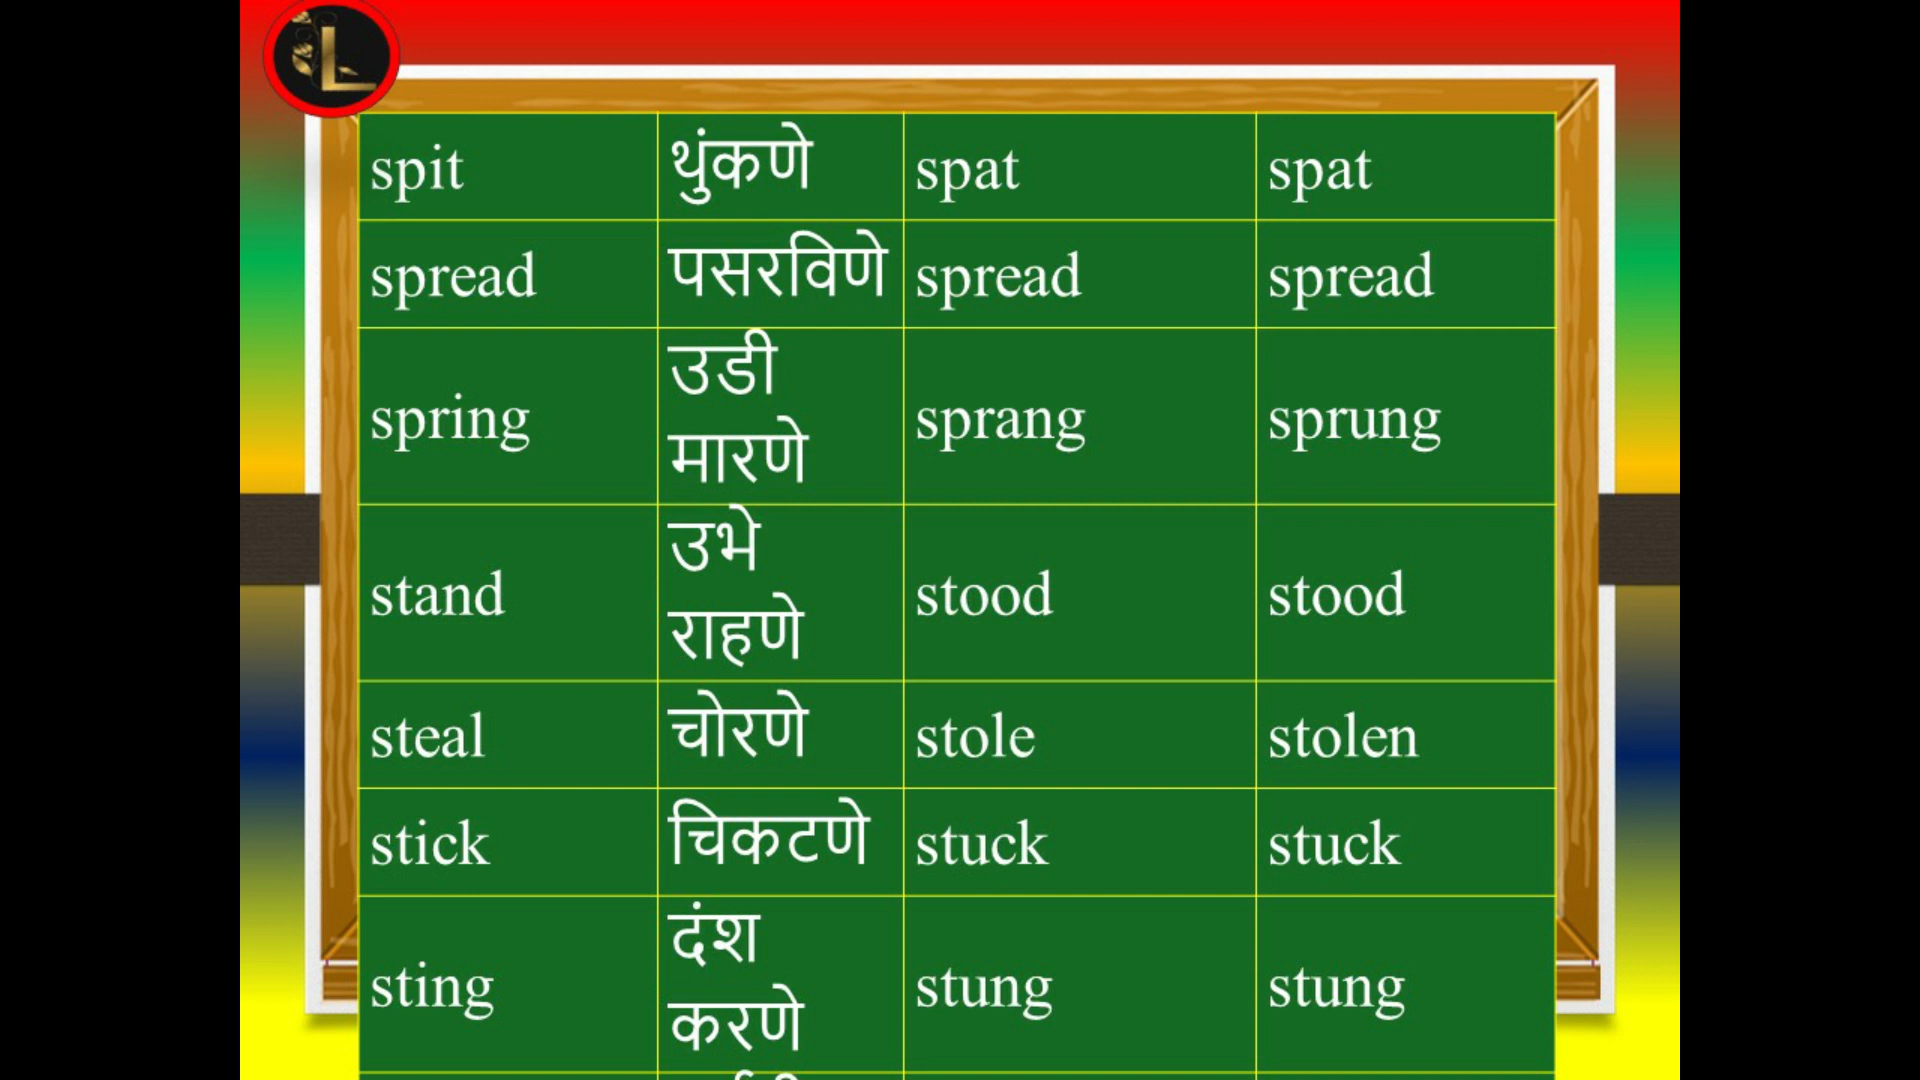 L
spit थुंकणे spat spat
spread पसरविणे spread spread
spring उडी मारणे sprang sprung
stand उभे राहणे stood stood
steal चोरणे stole stolen
stick चिकटणे stuck stuck
sting दंश करणे stung stung